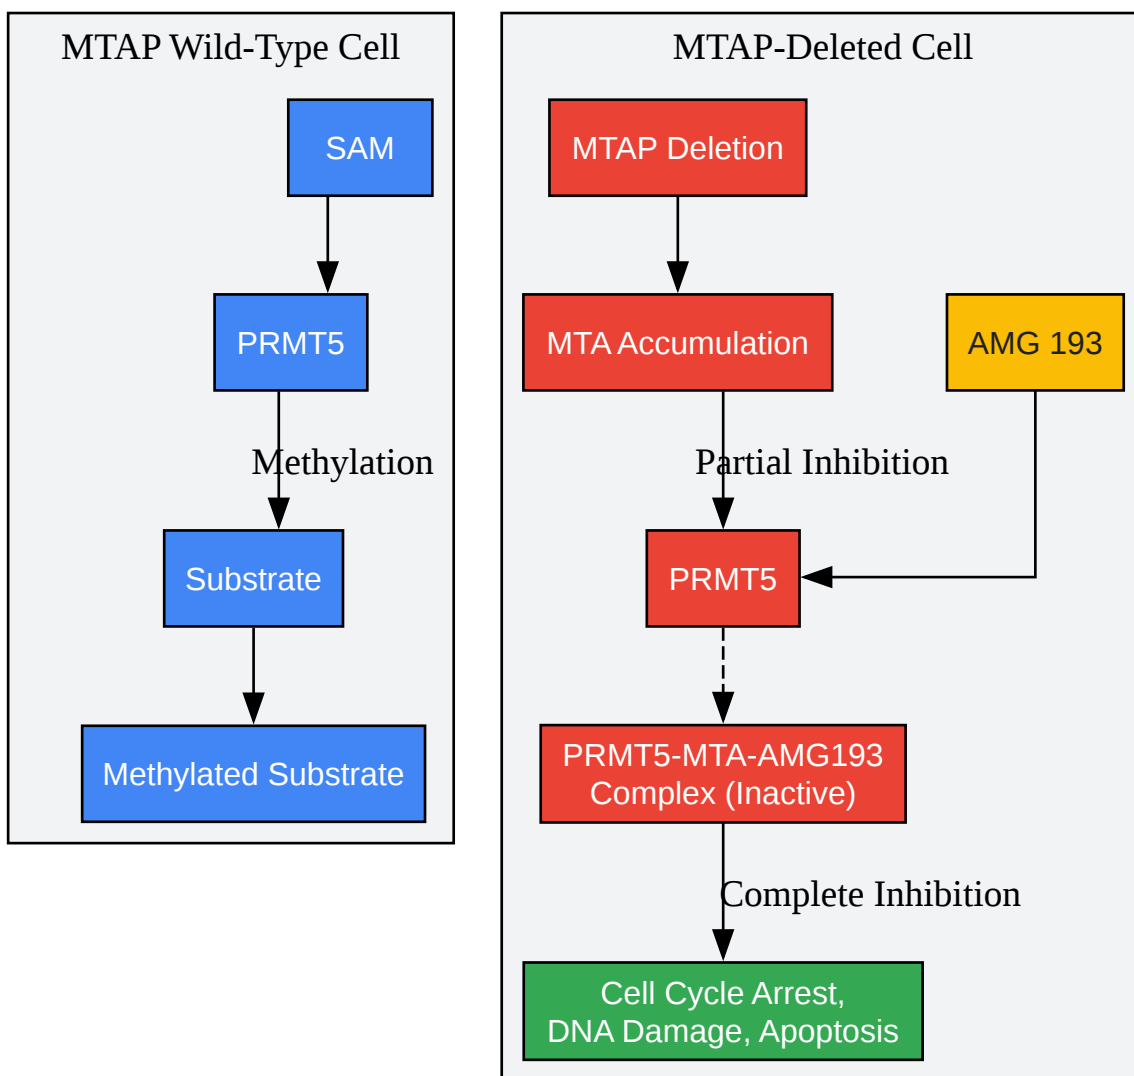 MTAP Wild-Type Cell
SAM
PRMT5
Methylation
Substrate
Methylated Substrate
MTAP-Deleted Cell
MTAP Deletion
MTA Accumulation
AMG 193
Partial Inhibition
PRMT5
PRMT5-MTA-AMG193
Complex (Inactive)
Complete Inhibition
Cell Cycle Arrest,
DNA Damage, Apoptosis